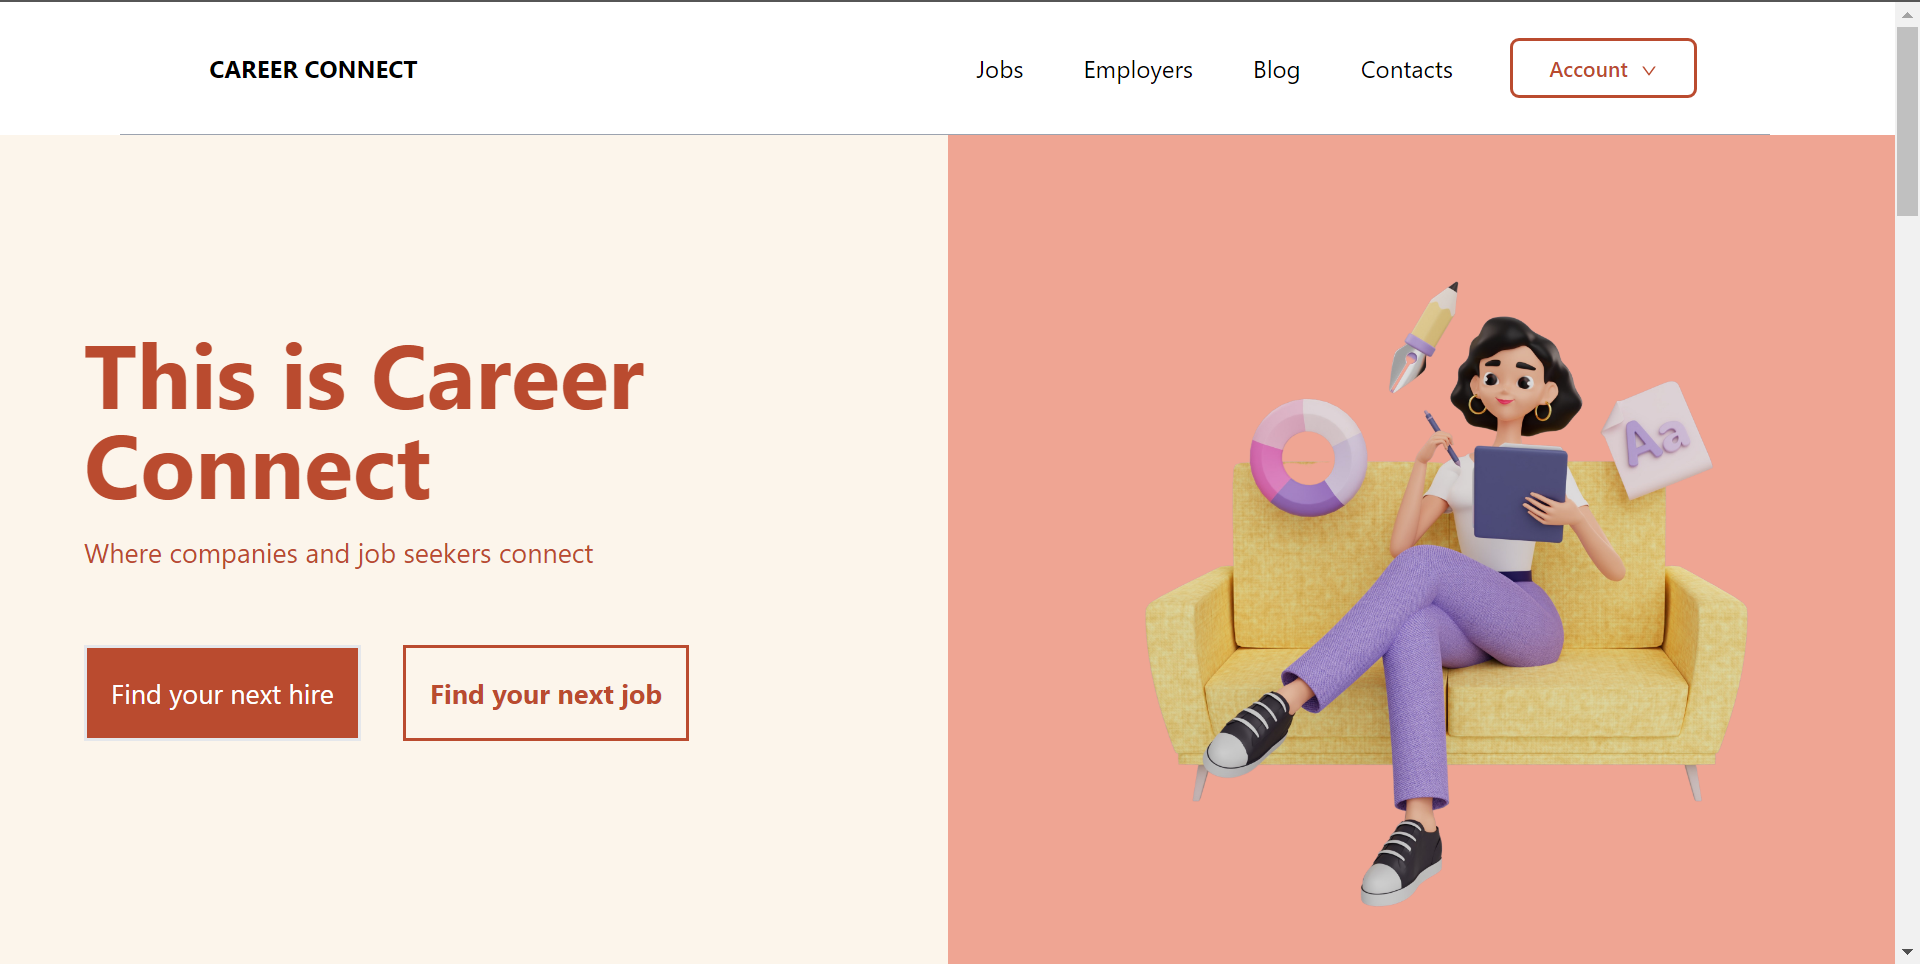 CAREER CONNECT
Jobs
Employers
Blog
Contacts
Account
This is Career
Connect
Where companies and job seekers connect
Find your next hire
Find your next job
Aa